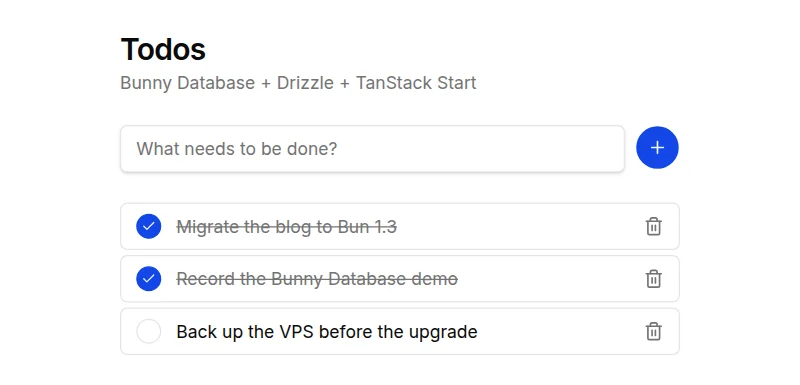 Todos
Bunny Database + Drizzle + TanStack Start
What needs to be done?
Migrate the blog to Bun 1.3
Record the Bunny Database demo
Back up the VPS before the upgrade